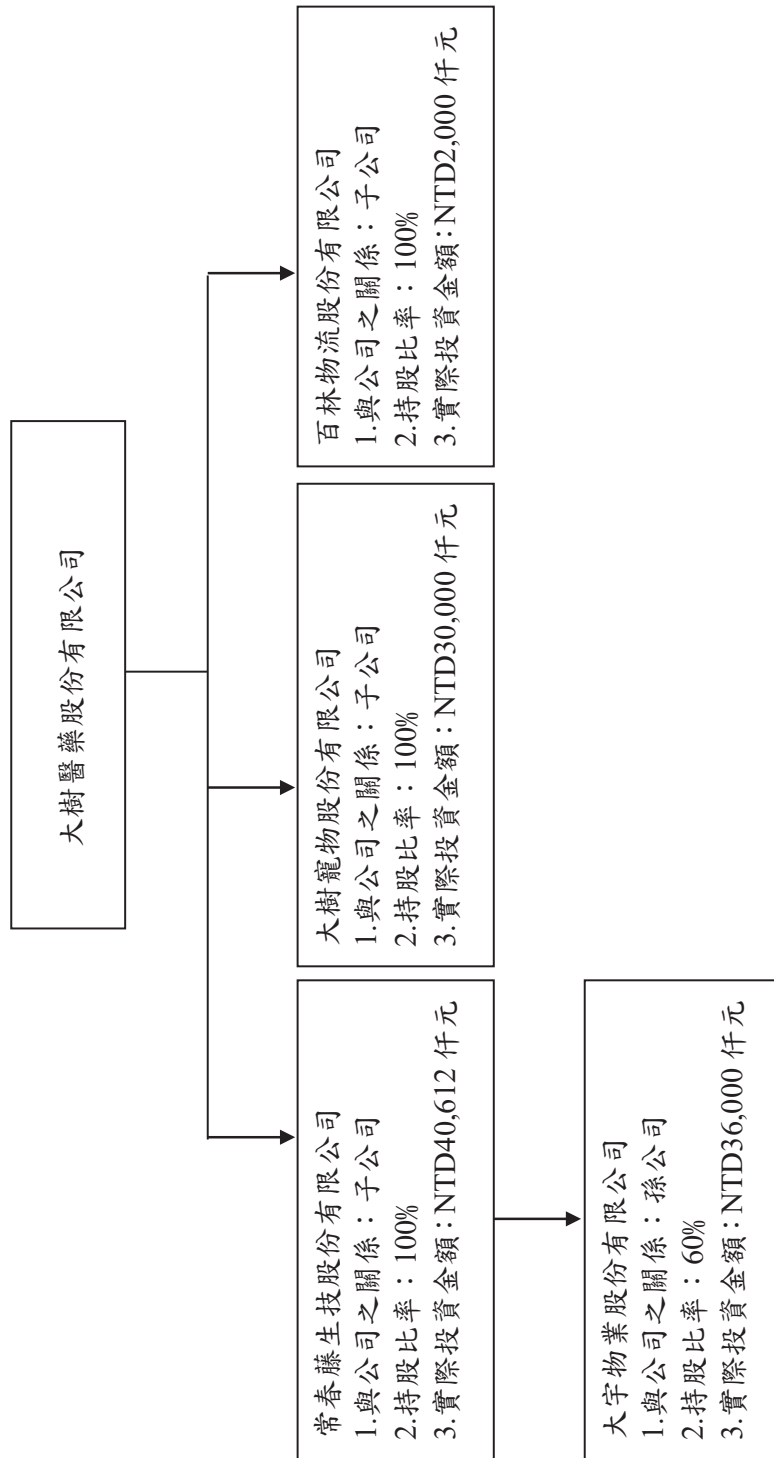 大樹醫藥股份有限公司
常春藤生技股份有限公司
1.與公司之關係：子公司
2.持股比率：100%
3.實際投資金額：NTD40,612 仟元
大樹寵物股份有限公司
1.與公司之關係：子公司
2.持股比率：100%
3.實際投資金額：NTD30,000 仟元
百林物流股份有限公司
1.與公司之關係：子公司
2.持股比率：100%
3.實際投資金額：NTD2,000 仟元
大宇物業股份有限公司
1.與公司之關係：孫公司
2.持股比率：60%
3.實際投資金額：NTD36,000 仟元